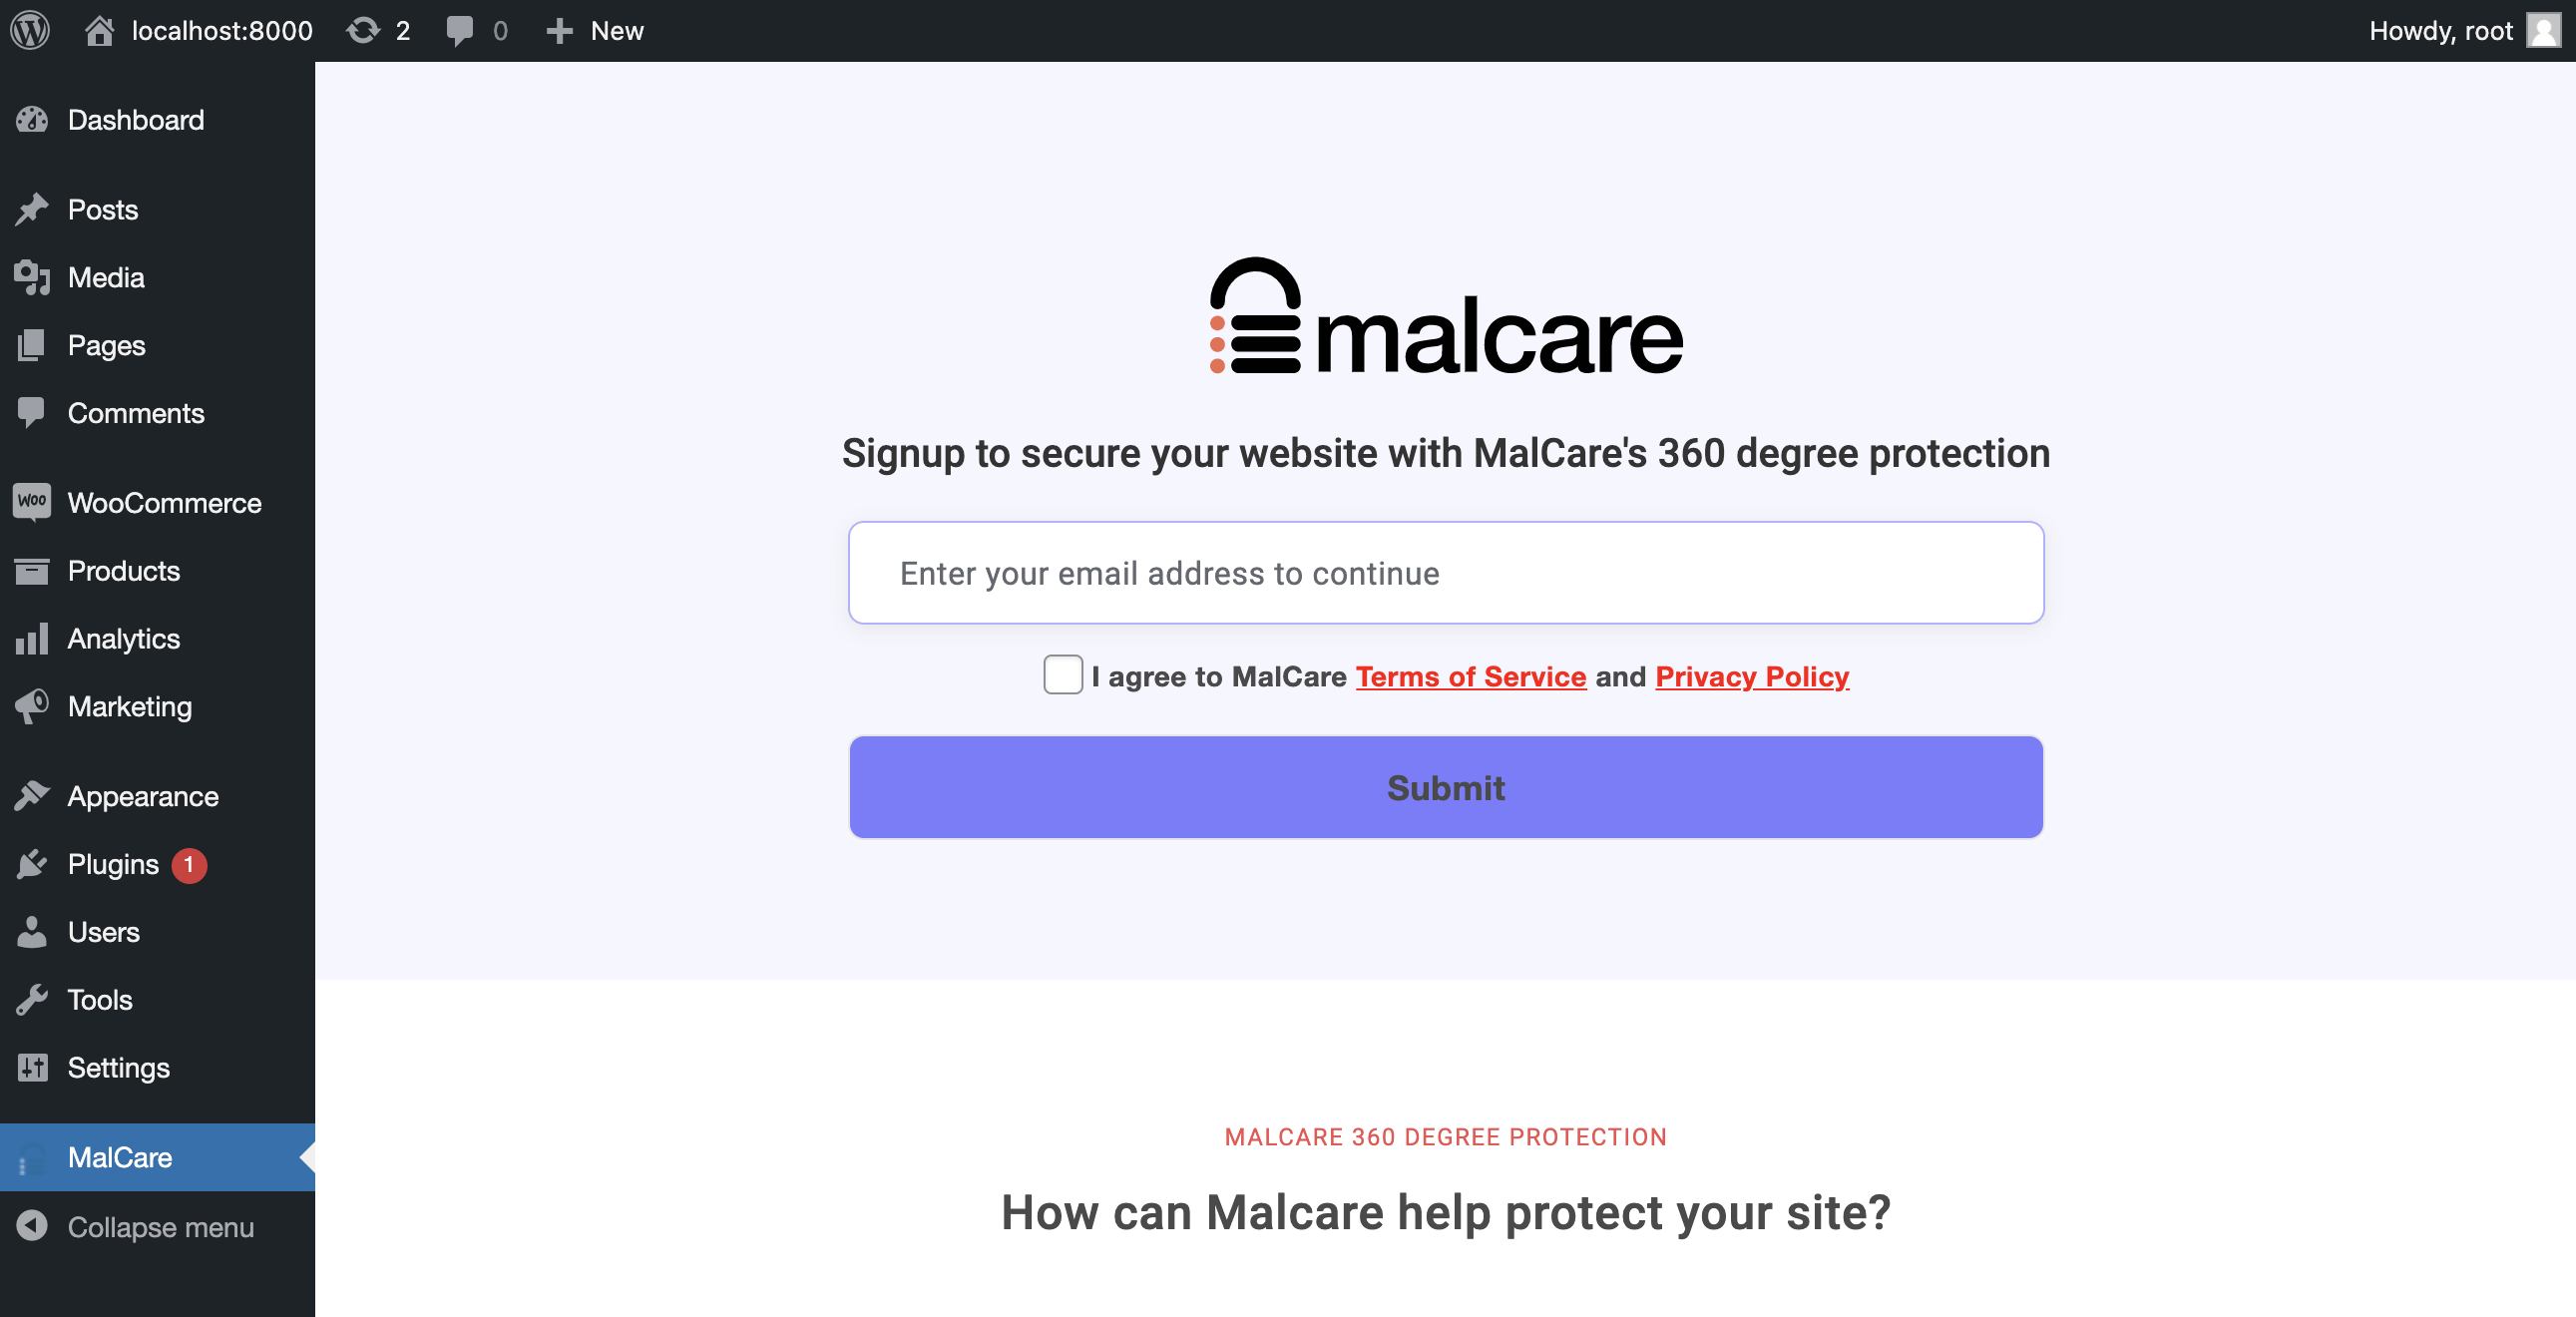 localhost:8000 2 0 New Howdy, root
Dashboard
Posts
Media
Pages
Comments
Woo WooCommerce
Products
Analytics
Marketing
Appearance
Plugins 1
Users
Tools
Settings
MalCare
Collapse menu
malcare
Signup to secure your website with MalCare's 360 degree protection
Enter your email address to continue
I agree to MalCare Terms of Service and Privacy Policy
Submit
MALCARE 360 DEGREE PROTECTION
How can Malcare help protect your site?